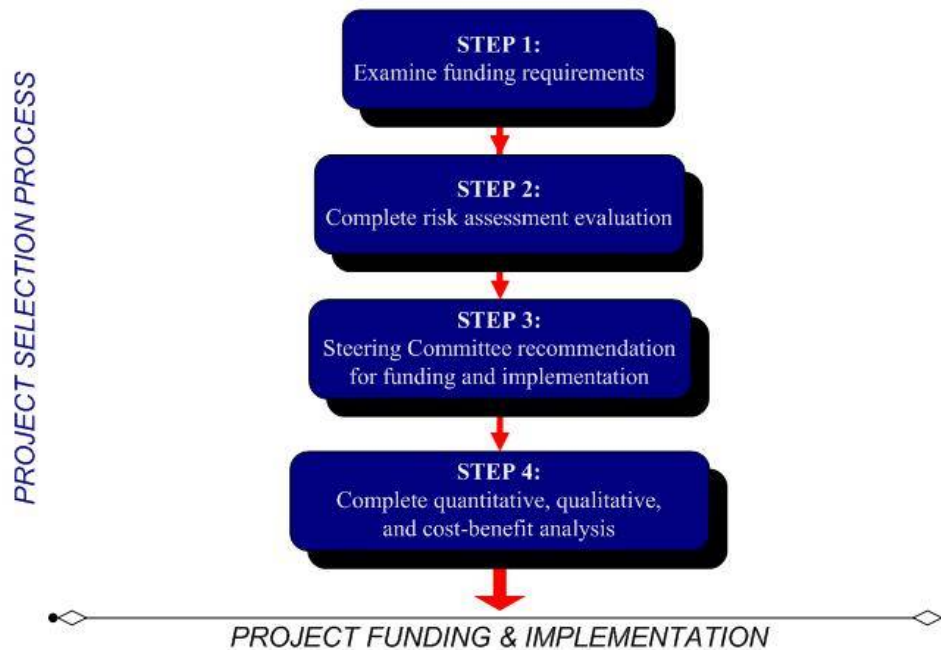 PROJECT SELECTION PROCESS
STEP 1:
Examine funding requirements
STEP 2:
Complete risk assessment evaluation
STEP 3:
Steering Committee recommendation
for funding and implementation
STEP 4:
Complete quantitative, qualitative,
and cost-benefit analysis
PROJECT FUNDING & IMPLEMENTATION